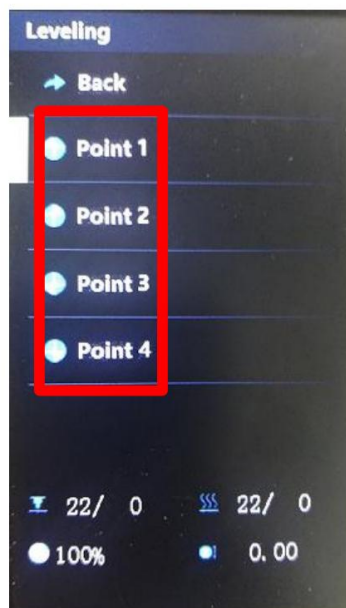 Leveling
Back
Point 1
Point 2
Point 3
Point 4
22/ 0 22/ 0
100% 0.00